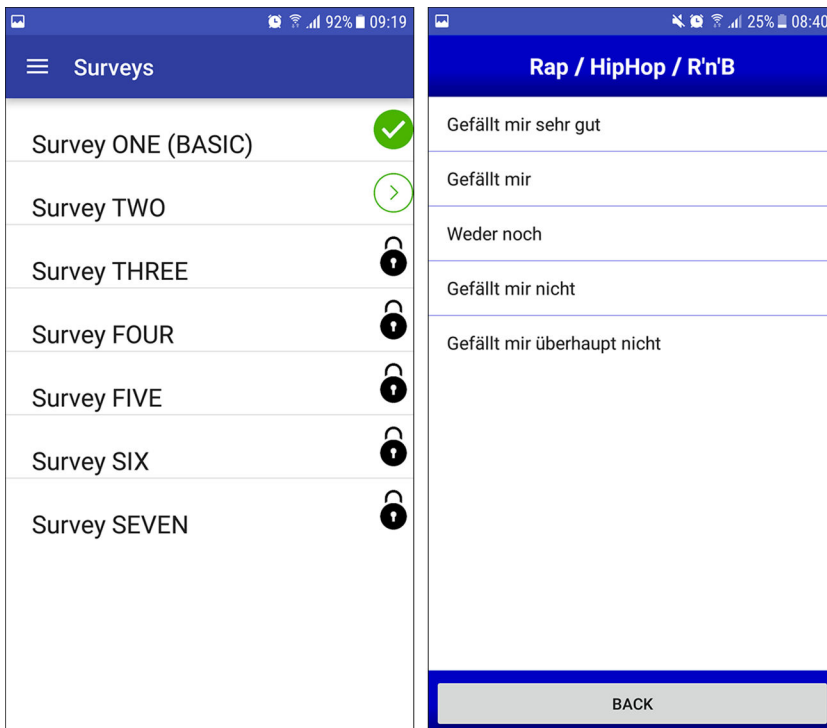 92% 09:19
Surveys
Survey ONE (BASIC)
Survey TWO
Survey THREE
Survey FOUR
Survey FIVE
Survey SIX
Survey SEVEN
25% 08:40
Rap / HipHop / R'n'B
Gefällt mir sehr gut
Gefällt mir
Weder noch
Gefällt mir nicht
Gefällt mir überhaupt nicht
BACK